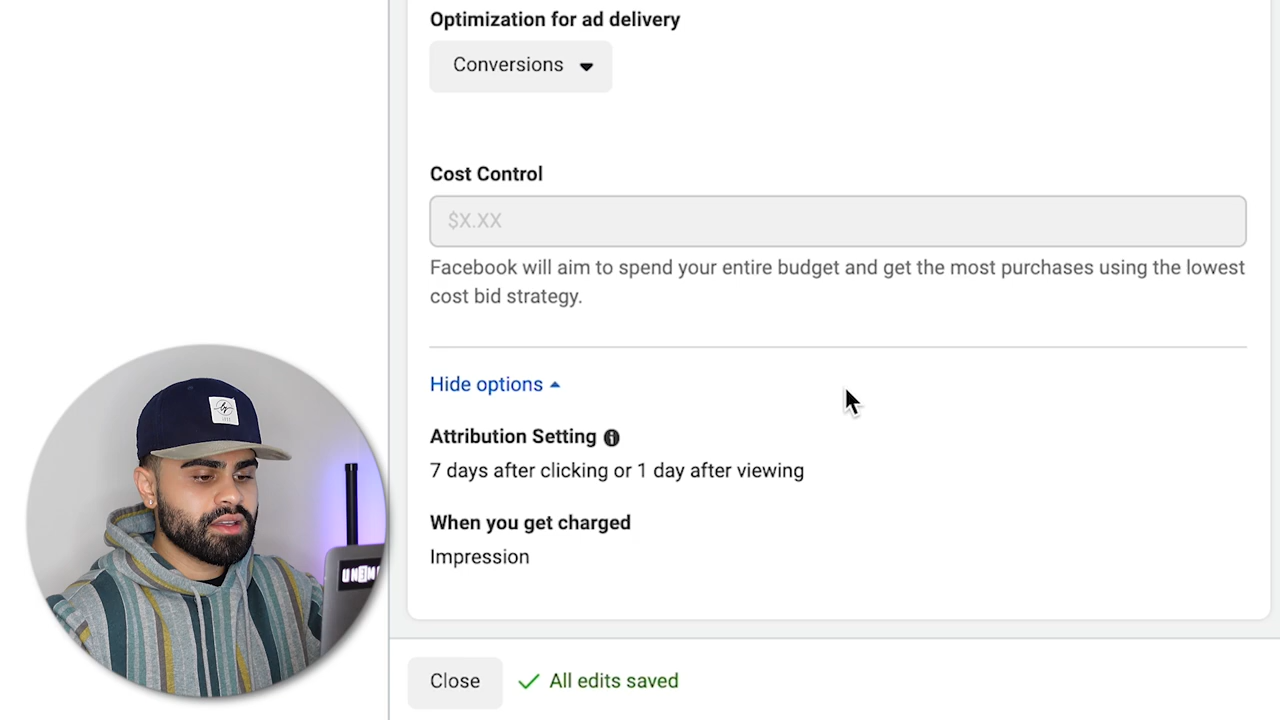 Optimization for ad delivery
Conversions
Cost Control
$X.XX
Facebook will aim to spend your entire budget and get the most purchases using the lowest
cost bid strategy.
Hide options
Attribution Setting
7 days after clicking or 1 day after viewing
When you get charged
Impression
Close
All edits saved